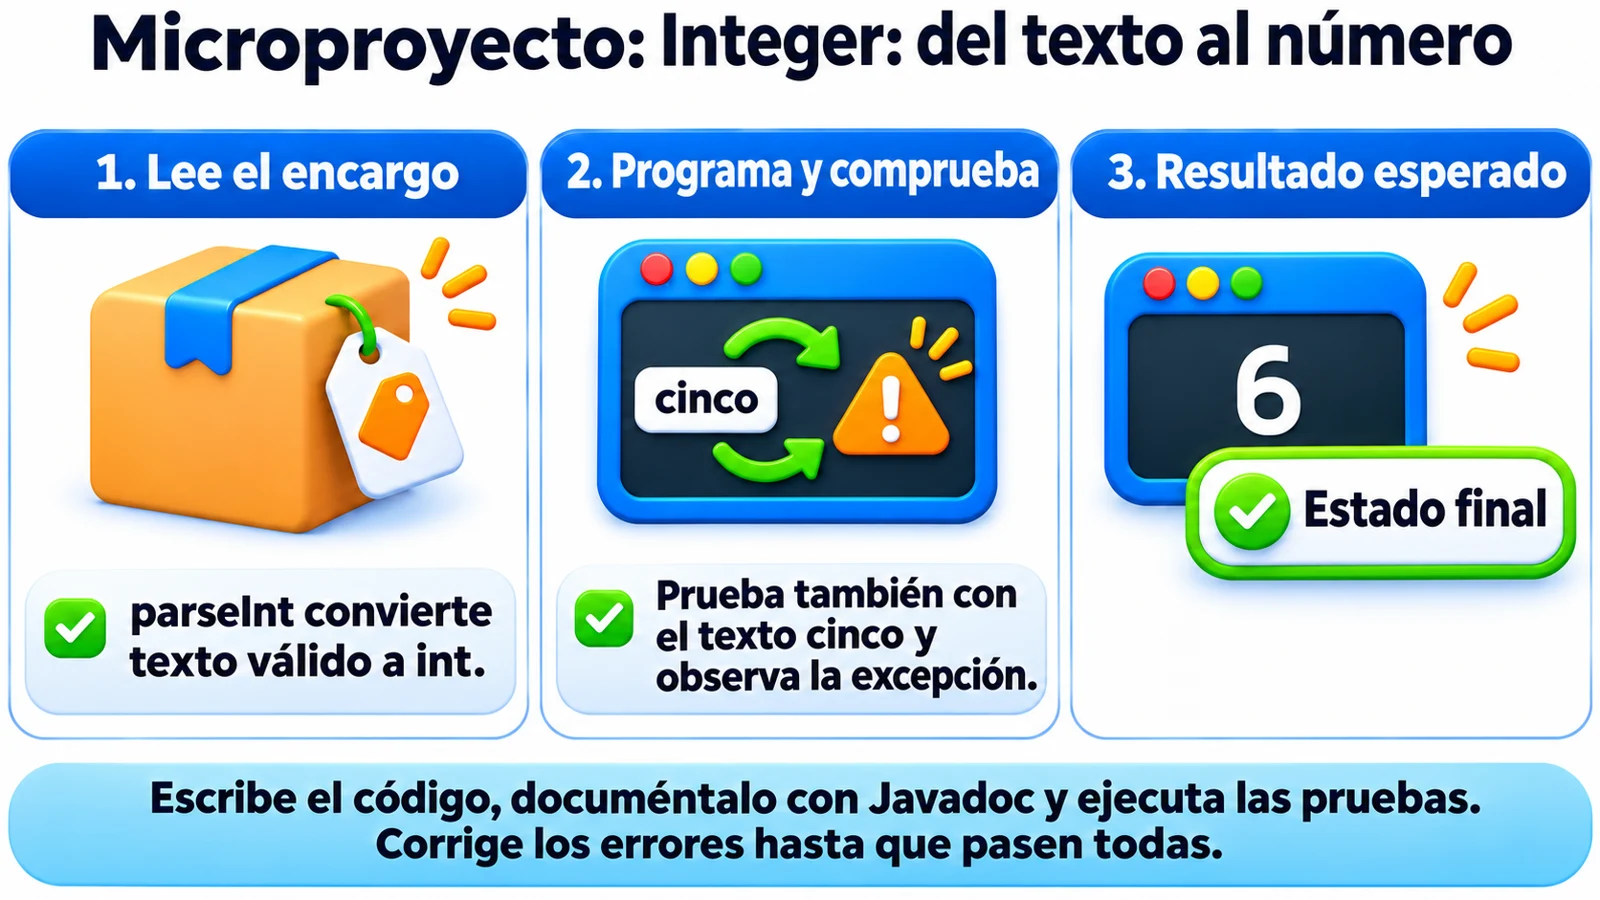 Microproyecto: Integer: del texto al número
1. Lee el encargo
parseInt convierte
texto válido a int.
2. Programa y comprueba
cinco
Prueba también con
el texto cinco y
observa la excepción.
3. Resultado esperado
6
Estado final
Escribe el código, documéntalo con Javadoc y ejecuta las pruebas.
Corrige los errores hasta que pasen todas.